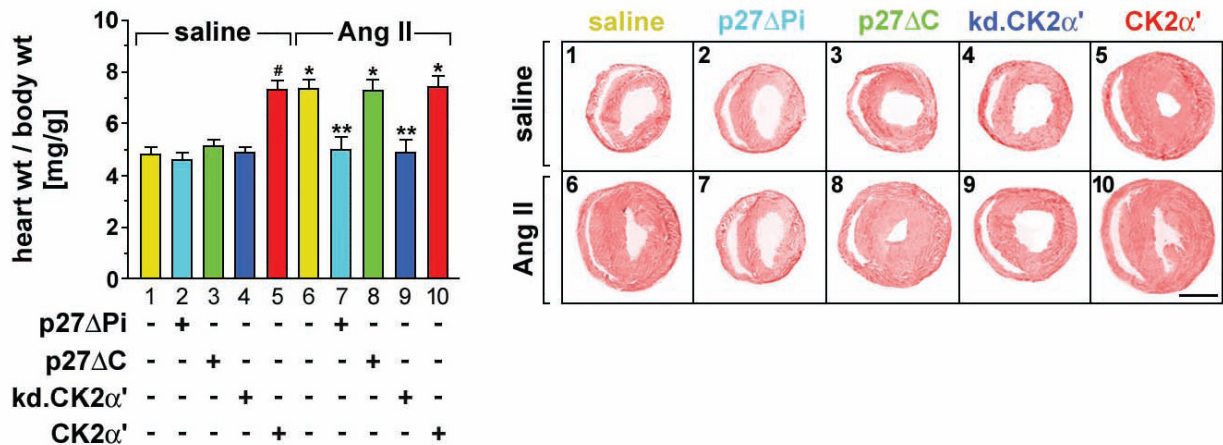 heart wt / body wt
[mg/g]
10
8
6
4
2
0
saline Ang II
# * * *
** **
1 2 3 4 5 6 7 8 9 10
p27ΔPi - + - - - - + - - -
p27ΔC - - + - - - - + - -
kd.CK2α' - - - + - - - - + -
CK2α' - - - - + - - - - +
saline p27ΔPi p27ΔC kd.CK2α' CK2α'
saline
1 2 3 4 5
Ang II
6 7 8 9 10